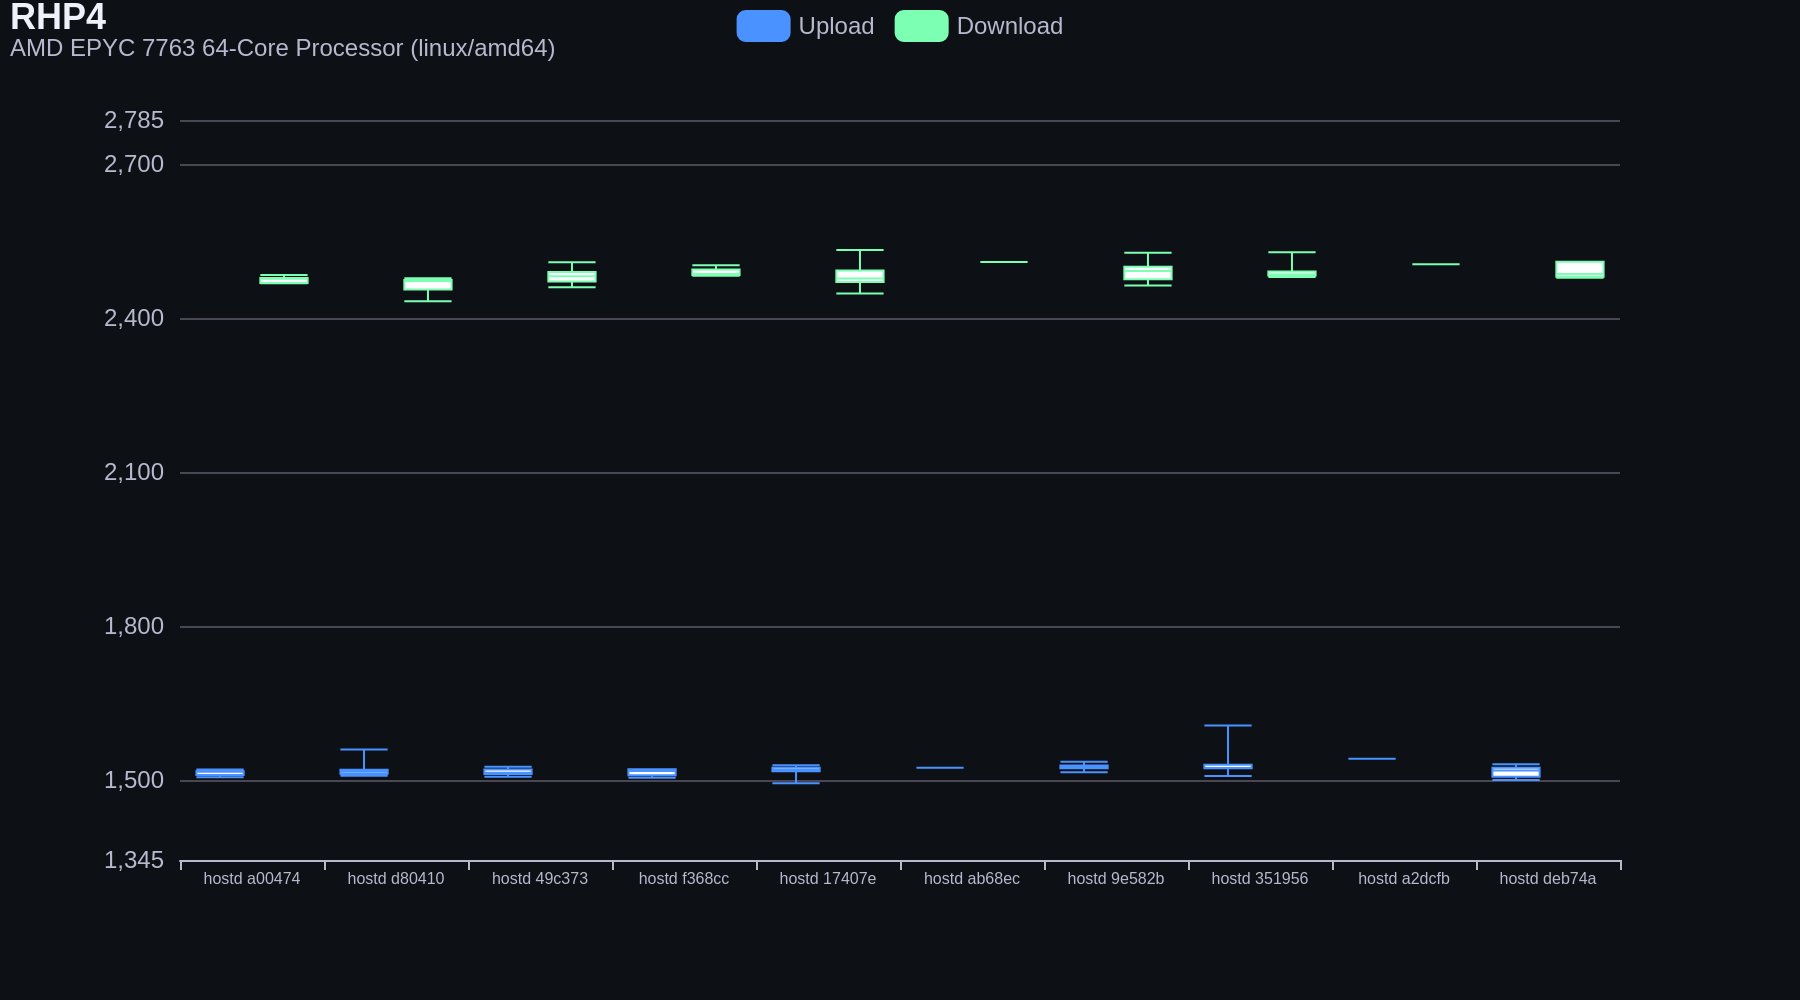 RHP4
AMD EPYC 7763 64-Core Processor (linux/amd64)
Upload
Download
2,785
2,700
2,400
2,100
1,800
1,500
1,345
hostd a00474
hostd d80410
hostd 49c373
hostd f368cc
hostd 17407e
hostd ab68ec
hostd 9e582b
hostd 351956
hostd a2dcfb
hostd deb74a